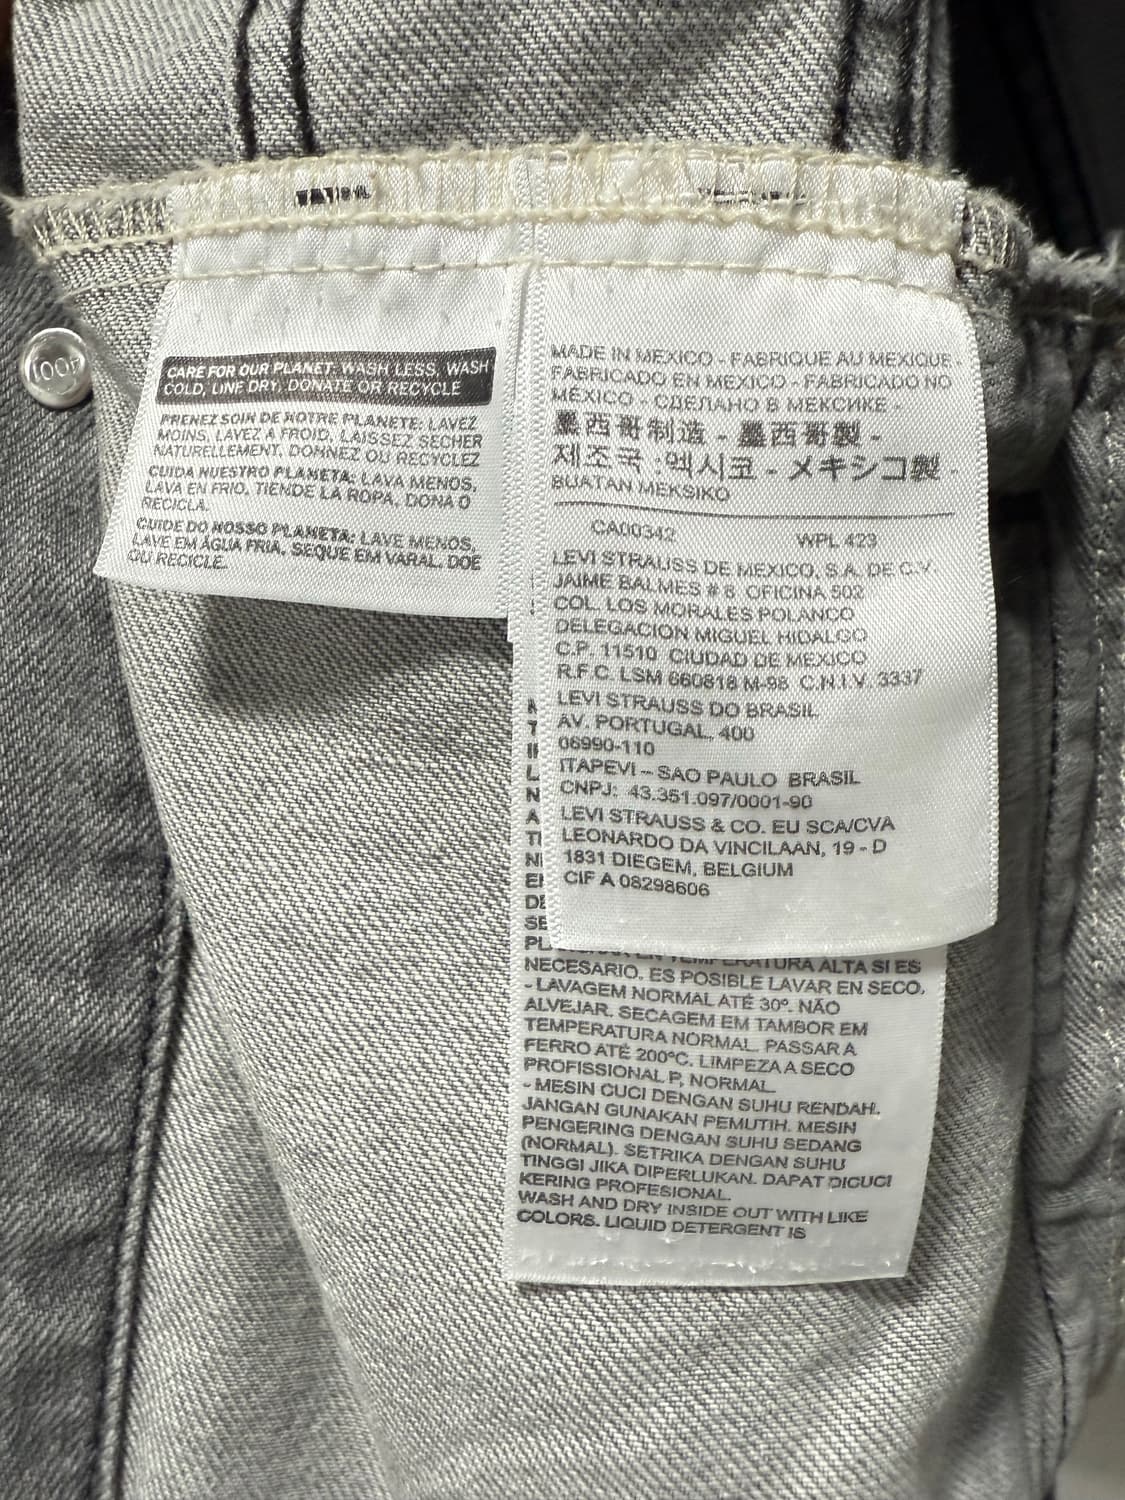 400
CARE FOR OUR PLANET: WASH LESS, WASH
COLD, LINE DRY, DONATE OR RECYCLE
PRENEZ SOIN DE NOTRE PLANETE: LAVEZ
MOINS, LAVEZ A FROID, LAISSEZ SECHER
NATURELLEMENT, DONNEZ OU RECYCLEZ
CUIDA NUESTRO PLANETA: LAVA MENOS,
LAVA EN FRIO, TIENDE LA ROPA, DONA O
RECICLA.
CUIDE DO NOSSO PLANETA: LAVE MENOS,
LAVE EM ÁGUA FRIA, SEQUE EM VARAL, DOE
OU RECICLE.
MADE IN MEXICO - FABRIQUE AU MEXIQUE -
FABRICADO EN MEXICO - FABRICADO NO
MÉXICO - СДЕЛАНО В МЕКСИКЕ
墨西哥制造 - 墨西哥製 -
제조국 :멕시코 - メキシコ製 -
BUATAN MEKSIKO
CA00342 WPL 423
LEVI STRAUSS DE MEXICO, S.A. DE C.V.
JAIME BALMES # 8 OFICINA 502
COL. LOS MORALES POLANCO
DELEGACION MIGUEL HIDALGO
C.P. 11510 CIUDAD DE MEXICO
R.F.C. LSM 660818 M-98 C.N.I.V. 3337
LEVI STRAUSS DO BRASIL
AV. PORTUGAL, 400
06990-110
ITAPEVI – SAO PAULO BRASIL
CNPJ: 43.351.097/0001-90
LEVI STRAUSS & CO. EU SCA/CVA
LEONARDO DA VINCILAAN, 19 - D
1831 DIEGEM, BELGIUM
CIF A 08298606
EN TEMPERATURA ALTA SI ES
NECESARIO. ES POSIBLE LAVAR EN SECO.
- LAVAGEM NORMAL ATÉ 30º. NÃO
ALVEJAR. SECAGEM EM TAMBOR EM
TEMPERATURA NORMAL. PASSAR A
FERRO ATÉ 200ºC. LIMPEZA A SECO
PROFISSIONAL P, NORMAL.
- MESIN CUCI DENGAN SUHU RENDAH.
JANGAN GUNAKAN PEMUTIH. MESIN
PENGERING DENGAN SUHU SEDANG
(NORMAL). SETRIKA DENGAN SUHU
TINGGI JIKA DIPERLUKAN. DAPAT DICUCI
KERING PROFESIONAL.
WASH AND DRY INSIDE OUT WITH LIKE
COLORS. LIQUID DETERGENT IS